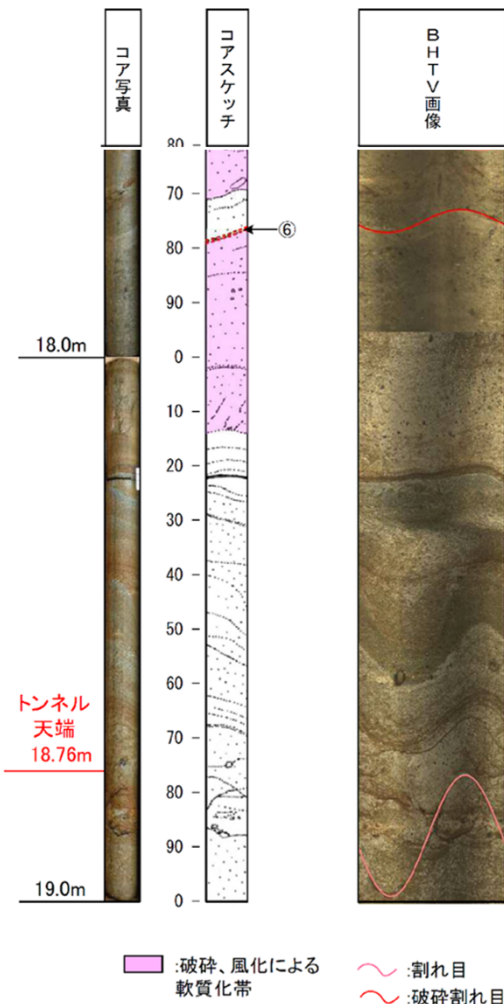 コア写真
コアスケッチ
BHTV画像
80
70
80
⑥
90
18.0m
0
10
20
30
40
50
60
トンネル
天端
70
18.76m
80
90
19.0m
0
:破砕、風化による
軟質化帯
:割れ目
:破砕割れ目